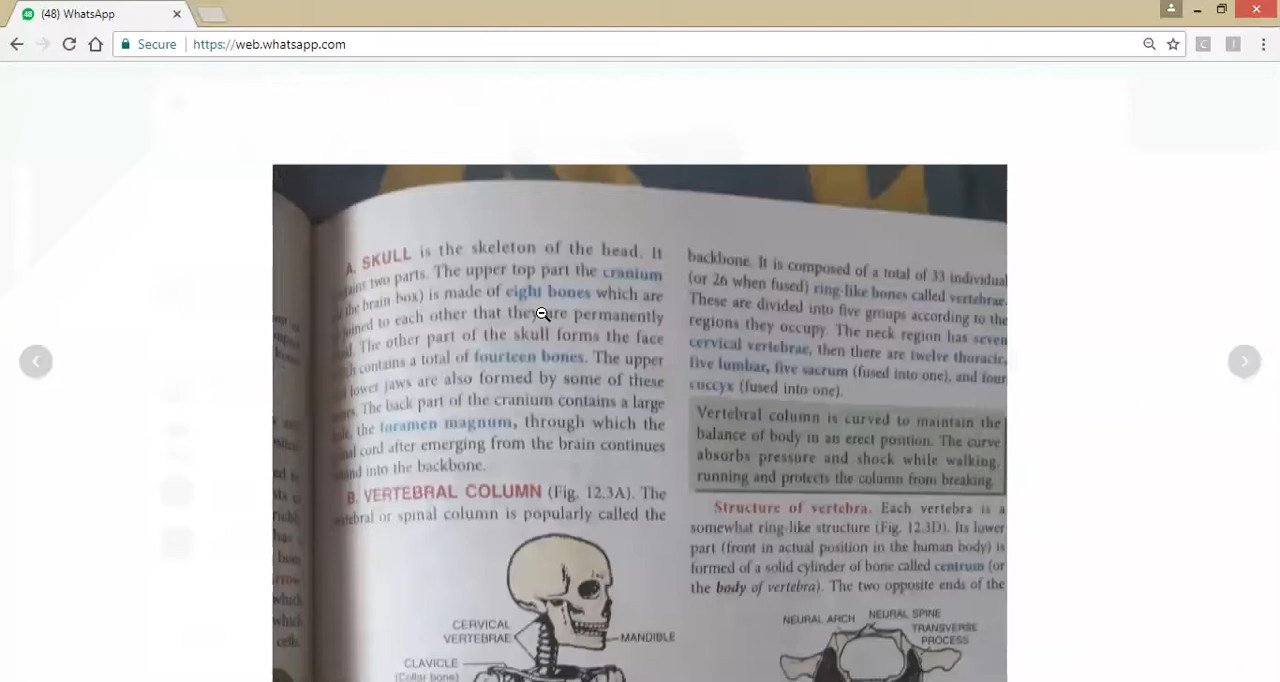 (48) WhatsApp
Secure
https://web.whatsapp.com
A. SKULL is the skeleton of the head. It
two parts. The upper top part the cranium
the brain-box) is made of eight bones which are
joined to each other that they are permanently
The other part of the skull forms the face
contains a total of fourteen bones. The upper
lower jaws are also formed by some of these
The back part of the cranium contains a large
the foramen magnum, through which the
cord after emerging from the brain continues
into the backbone.
B. VERTEBRAL COLUMN (Fig. 12.3A). The
or spinal column is popularly called the
CERVICAL
VERTEBRAE
MANDIBLE
CLAVICLE
(Collar bone)
backbone. It is composed of a total of 33 individual
(or 26 when fused) ring-like bones called vertebrae.
These are divided into five groups according to the
regions they occupy. The neck region has seven
cervical vertebrae, then there are twelve thoracic,
five lumbar, five sacrum (fused into one), and four
coccyx (fused into one).
Vertebral column is curved to maintain the
balance of body in an erect position. The curve
absorbs pressure and shock while walking,
running and protects the column from breaking.
Structure of vertebra. Each vertebra is a
somewhat ring-like structure (Fig. 12.3D). Its lower
part (front in actual position in the human body) is
formed of a solid cylinder of bone called centrum (or
the body of vertebra). The two opposite ends of the
NEURAL ARCH
NEURAL SPINE
TRANSVERSE
PROCESS